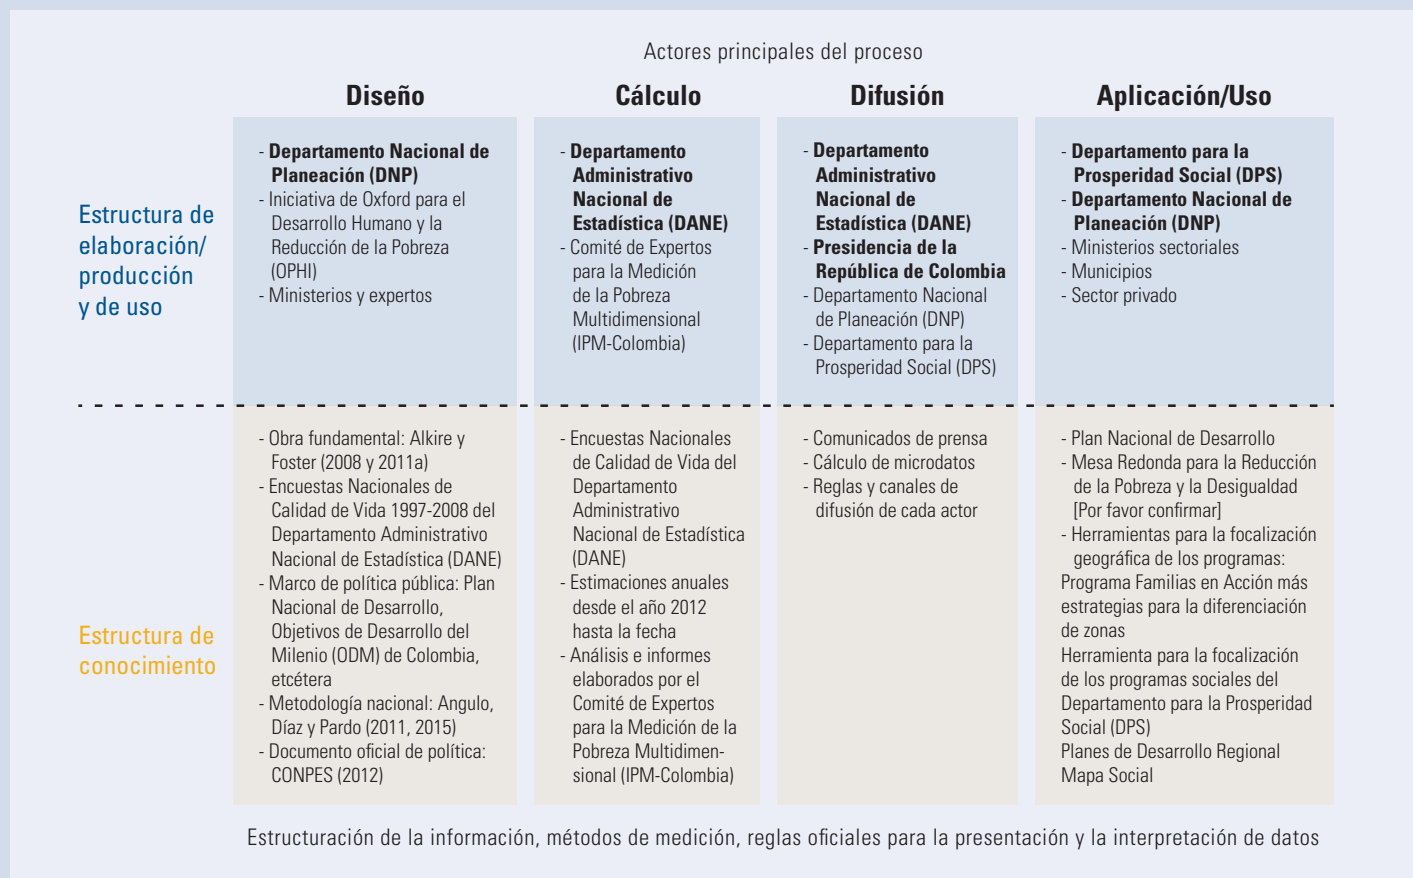 Actores principales del proceso
Diseño
Cálculo
Difusión
Aplicación/Uso
Estructura de
elaboración/
producción
y de uso
- Departamento Nacional de
Planeación (DNP)
- Iniciativa de Oxford para el
Desarrollo Humano y la
Reducción de la Pobreza
(OPHI)
- Ministerios y expertos
- Departamento
Administrativo
Nacional de
Estadística (DANE)
- Comité de Expertos
para la Medición
de la Pobreza
Multidimensional
(IPM-Colombia)
- Departamento
Administrativo
Nacional de
Estadística (DANE)
- Presidencia de la
República de Colombia
- Departamento Nacional
de Planeación (DNP)
- Departamento para la
Prosperidad Social (DPS)
- Departamento para la
Prosperidad Social (DPS)
- Departamento Nacional de
Planeación (DNP)
- Ministerios sectoriales
- Municipios
- Sector privado
Estructura de
conocimiento
- Obra fundamental: Alkire y
Foster (2008 y 2011a)
- Encuestas Nacionales de
Calidad de Vida 1997-2008 del
Departamento Administrativo
Nacional de Estadística (DANE)
- Marco de política pública: Plan
Nacional de Desarrollo,
Objetivos de Desarrollo del
Milenio (ODM) de Colombia,
etcétera
- Metodología nacional: Angulo,
Díaz y Pardo (2011, 2015)
- Documento oficial de política:
CONPES (2012)
- Encuestas Nacionales
de Calidad de Vida del
Departamento
Administrativo
Nacional de Estadística
(DANE)
- Estimaciones anuales
desde el año 2012
hasta la fecha
- Análisis e informes
elaborados por el
Comité de Expertos
para la Medición de la
Pobreza Multidimen-
sional (IPM-Colombia)
- Comunicados de prensa
- Cálculo de microdatos
- Reglas y canales de
difusión de cada actor
- Plan Nacional de Desarrollo
- Mesa Redonda para la Reducción
de la Pobreza y la Desigualdad
[Por favor confirmar]
- Herramientas para la focalización
geográfica de los programas:
Programa Familias en Acción más
estrategias para la diferenciación
de zonas
Herramienta para la focalización
de los programas sociales del
Departamento para la Prosperidad
Social (DPS)
Planes de Desarrollo Regional
Mapa Social
Estructuración de la información, métodos de medición, reglas oficiales para la presentación y la interpretación de datos